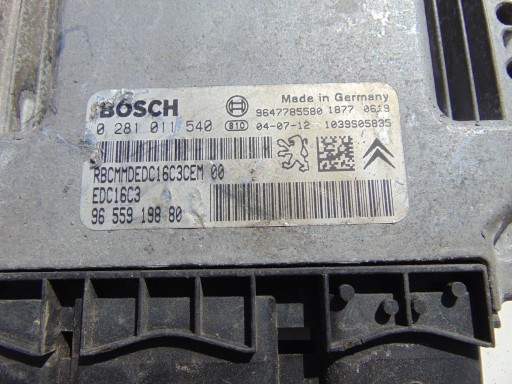 BOSCH
Made in Germany
9647785580 1877 0619
0 281 011 540
810 04-07-12 1039S05835
RBCMMDEDC16C3CEM 00
EDC16C3
96 559 198 80